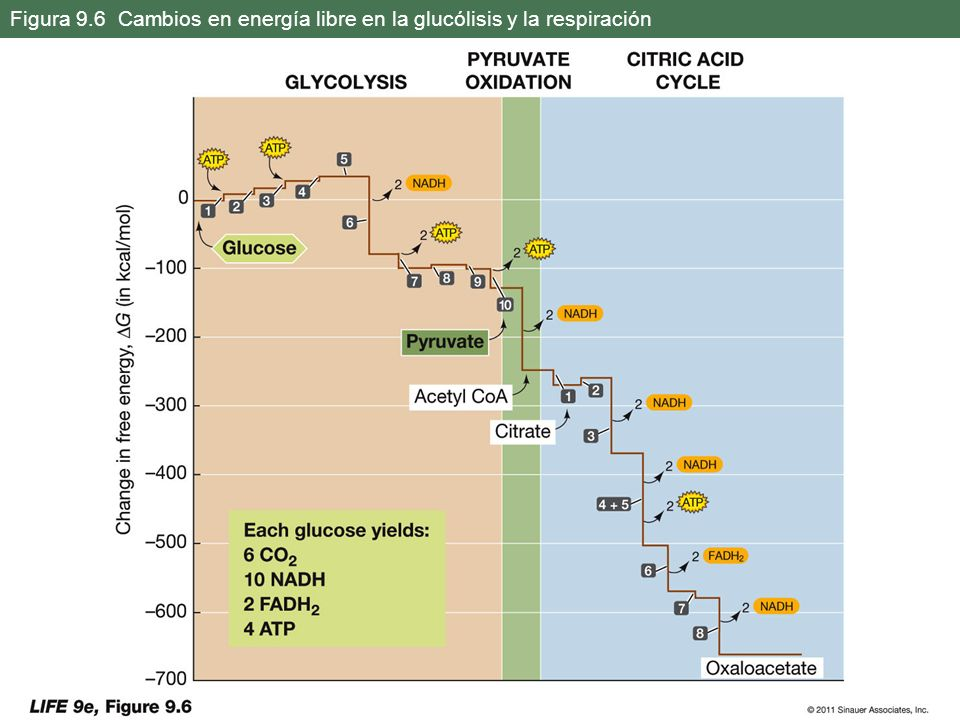 Figura 9.6 Cambios en energía libre en la glucólisis y la respiración
GLYCOLYSIS
PYRUVATE
OXIDATION
CITRIC ACID
CYCLE
Change in free energy, ΔG (in kcal/mol)
0
–100
–200
–300
–400
–500
–600
–700
ATP
ATP
1
2
3
4
5
6
2 NADH
Glucose
2 ATP
7
8
9
10
2 ATP
Pyruvate
2 NADH
Acetyl CoA
1
2
Citrate
3
2 NADH
2 NADH
4 + 5
2 ATP
6
2 FADH2
7
2 NADH
8
Oxaloacetate
Each glucose yields:
6 CO2
10 NADH
2 FADH2
4 ATP
LIFE 9e, Figure 9.6
© 2011 Sinauer Associates, Inc.